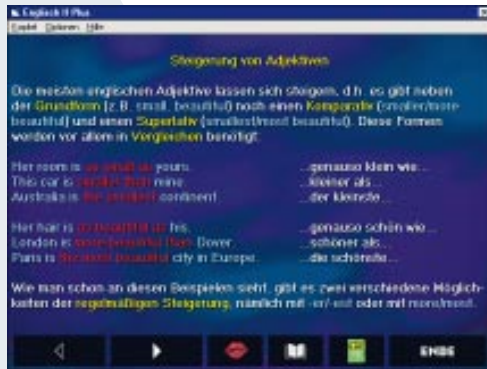 Englisch II Plus
Kapitel Optionen Hilfe
Steigerung von Adjektiven
Die meisten englischen Adjektive lassen sich steigern, d.h. es gibt neben
der Grundform (z.B. small, beautiful) noch einen Komparativ (smaller/more
beautiful) und einen Superlativ (smallest/most beautiful). Diese Formen
werden vor allem in Vergleichen benötigt:
Her room is as small as yours. ...genauso klein wie...
This car is smaller than mine. ...kleiner als...
Australia is the smallest continent. ...der kleinste...
Her hair is as beautiful as his. ...genauso schön wie...
London is more beautiful than Dover. ...schöner als...
Paris is the most beautiful city in Europe. ...die schönste...
Wie man schon an diesen Beispielen sieht, gibt es zwei verschiedene Möglich-
keiten der regelmäßigen Steigerung, nämlich mit -er/-est oder mit more/most.
ENDE